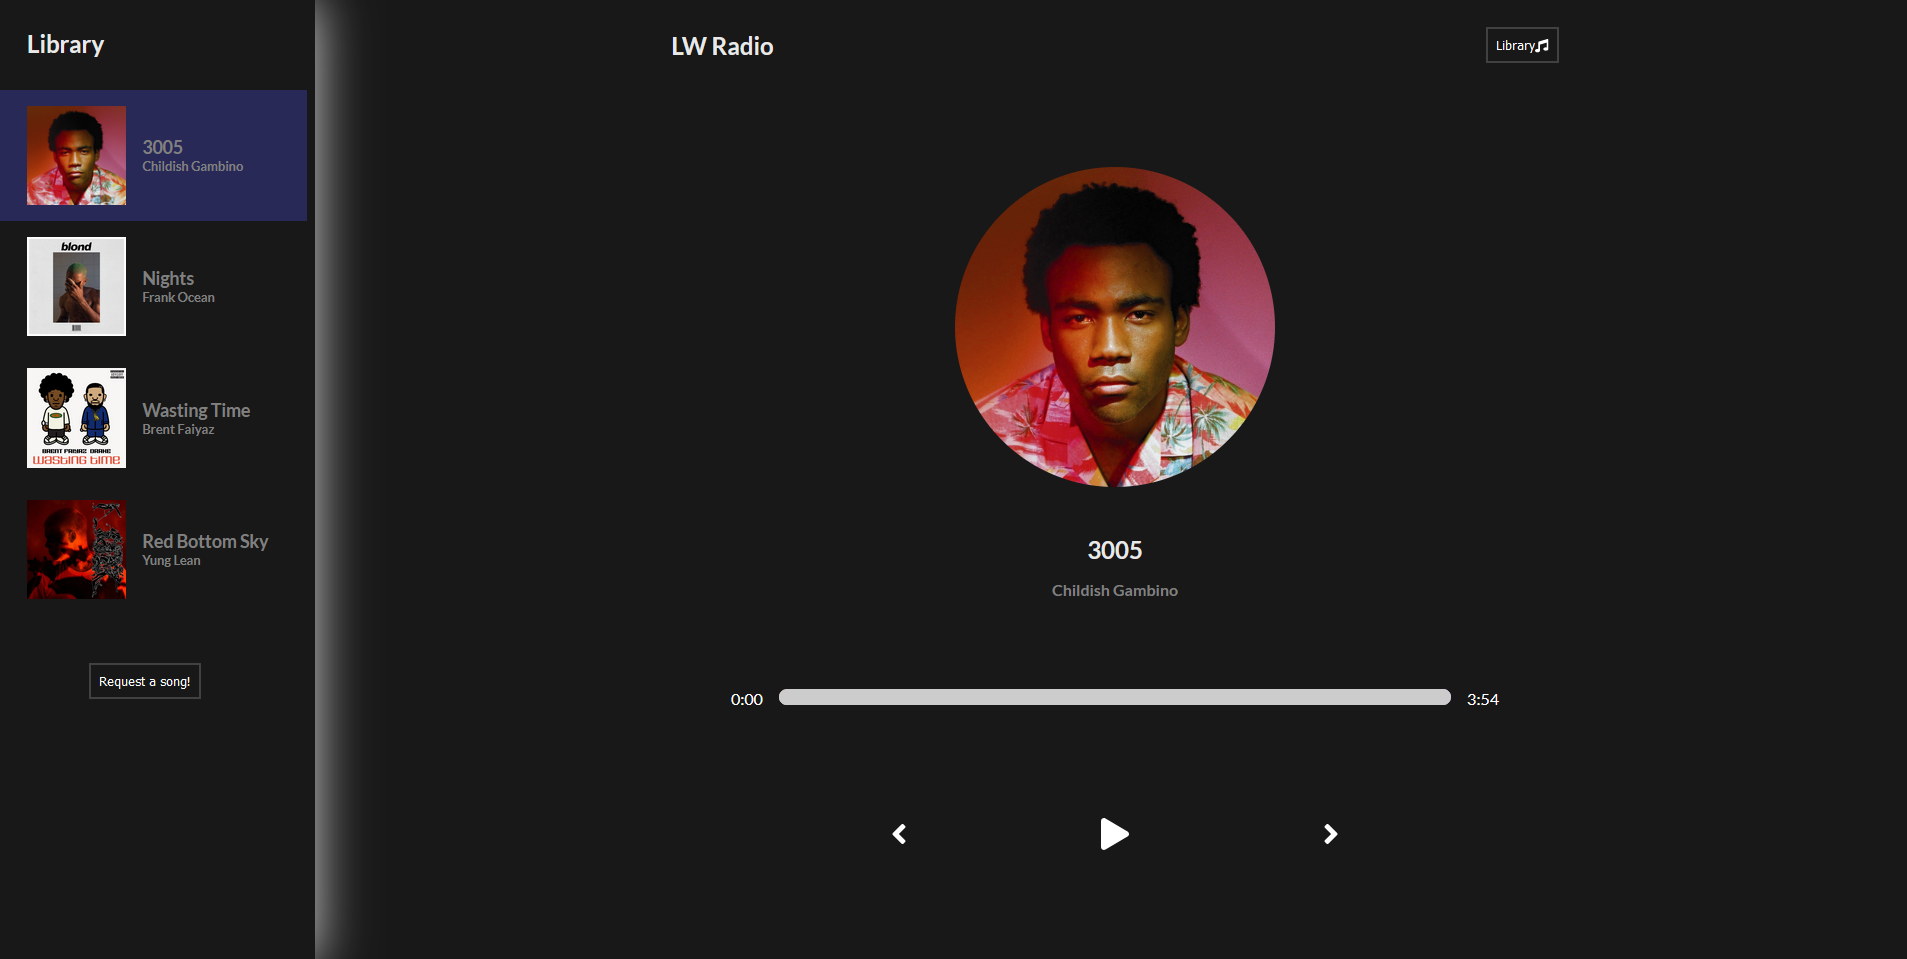 Library
3005
Childish Gambino
blond
Nights
Frank Ocean
BRENT FAIYAZ DRAKE
wasting time
Wasting Time
Brent Faiyaz
Red Bottom Sky
Yung Lean
Request a song!
LW Radio
Library
3005
Childish Gambino
0:00
3:54